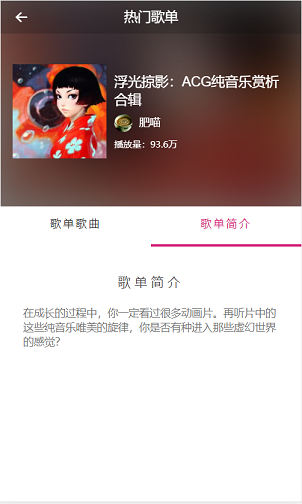 热门歌单
浮光掠影：ACG纯音乐赏析
合辑
肥喵
播放量：93.6万
歌单歌曲
歌单简介
歌单简介
在成长的过程中，你一定看过很多动画片。再听片中的
这些纯音乐唯美的旋律，你是否有种进入那些虚幻世界
的感觉？